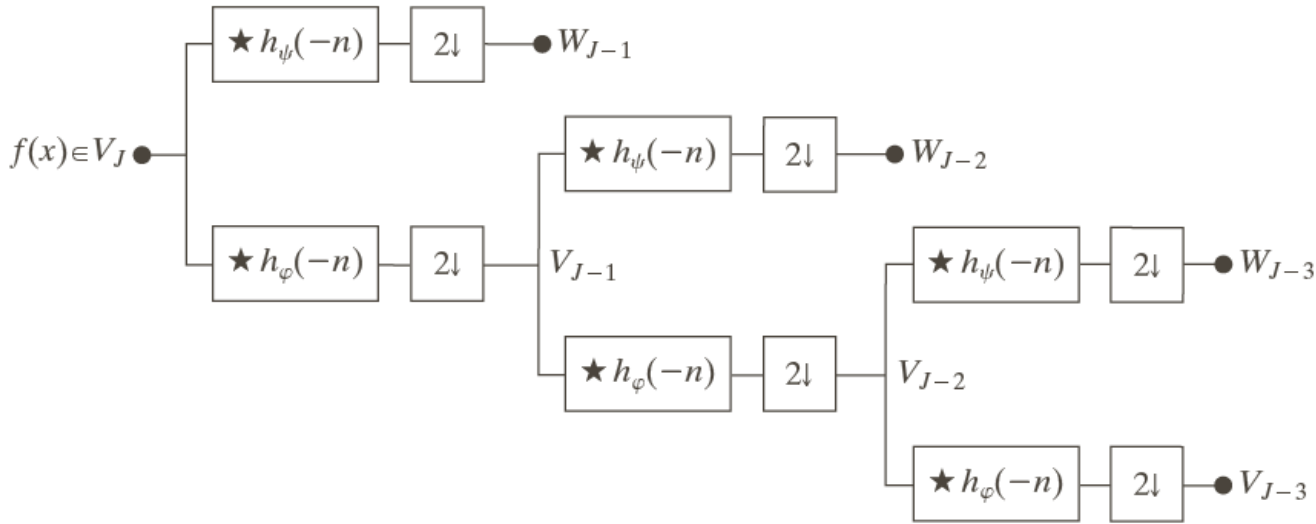 ★ h_ψ(−n) 2↓ W_{J−1}
f(x)∈V_J ★ h_ψ(−n) 2↓ W_{J−2}
★ h_φ(−n) 2↓ V_{J−1} ★ h_ψ(−n) 2↓ W_{J−3}
★ h_φ(−n) 2↓ V_{J−2}
★ h_φ(−n) 2↓ V_{J−3}